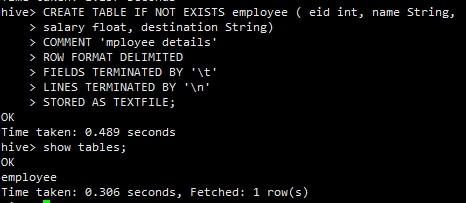 hive> CREATE TABLE IF NOT EXISTS employee ( eid int, name String,
    > salary float, destination String)
    > COMMENT 'mployee details'
    > ROW FORMAT DELIMITED
    > FIELDS TERMINATED BY '\t'
    > LINES TERMINATED BY '\n'
    > STORED AS TEXTFILE;
OK
Time taken: 0.489 seconds
hive> show tables;
OK
employee
Time taken: 0.306 seconds, Fetched: 1 row(s)